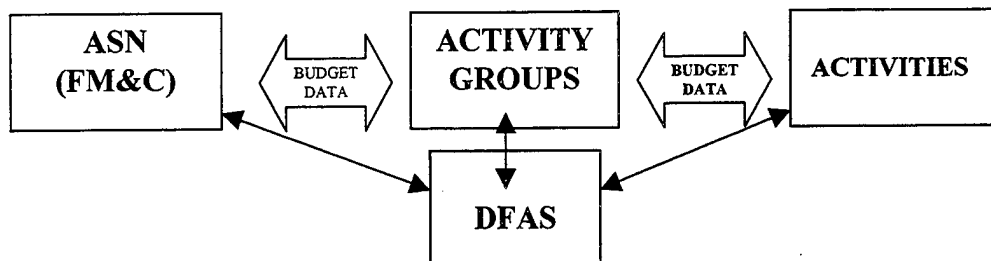 ASN
(FM&C)
BUDGET
DATA
ACTIVITY
GROUPS
BUDGET
DATA
ACTIVITIES
DFAS